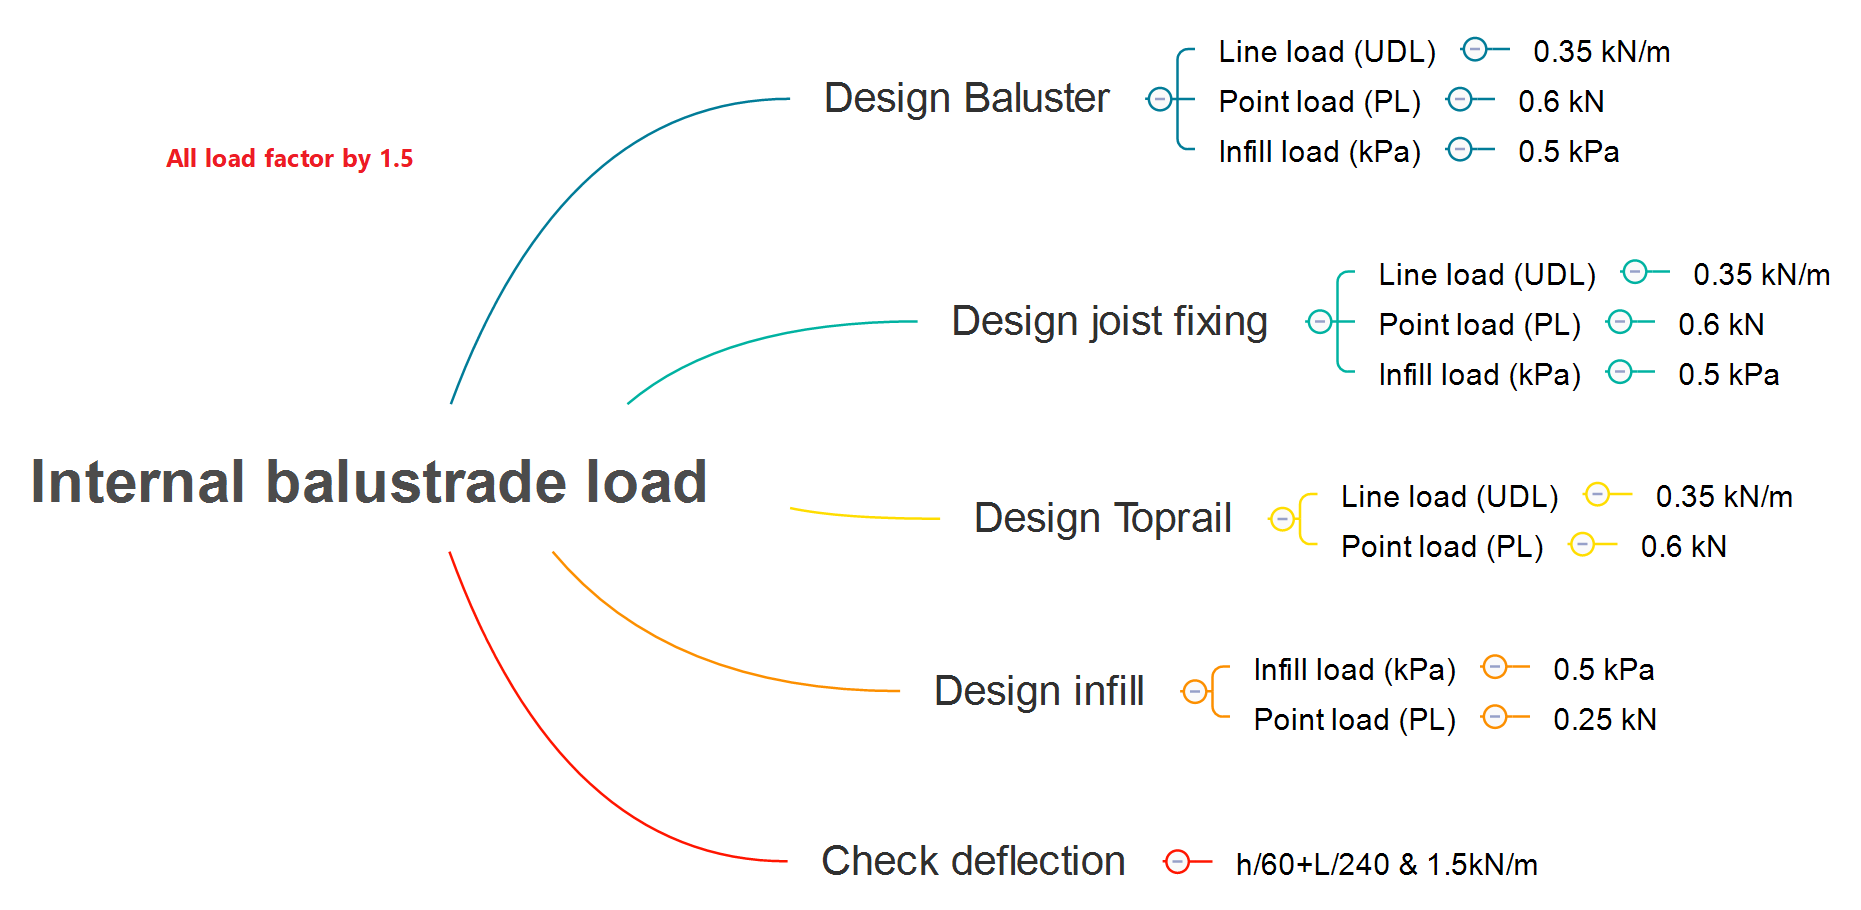 All load factor by 1.5
Internal balustrade load
Design Baluster
Line load (UDL) 0.35 kN/m
Point load (PL) 0.6 kN
Infill load (kPa) 0.5 kPa
Design joist fixing
Line load (UDL) 0.35 kN/m
Point load (PL) 0.6 kN
Infill load (kPa) 0.5 kPa
Design Toprail
Line load (UDL) 0.35 kN/m
Point load (PL) 0.6 kN
Design infill
Infill load (kPa) 0.5 kPa
Point load (PL) 0.25 kN
Check deflection
h/60+L/240 & 1.5kN/m